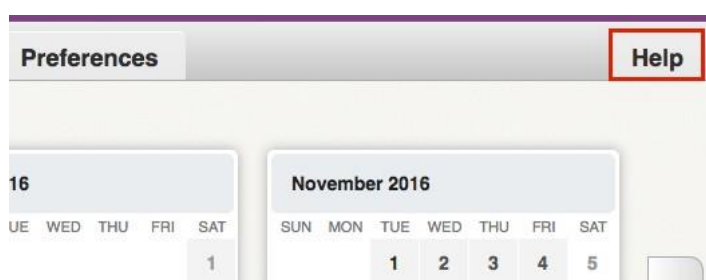 Preferences Help
16 November 2016
UE WED THU FRI SAT SUN MON TUE WED THU FRI SAT
1 1 2 3 4 5